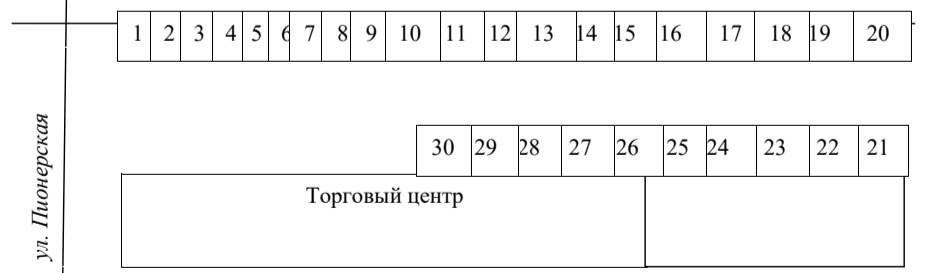 1 2 3 4 5 6 7 8 9 10 11 12 13 14 15 16 17 18 19 20
30 29 28 27 26 25 24 23 22 21
Торговый центр
ул. Пионерская